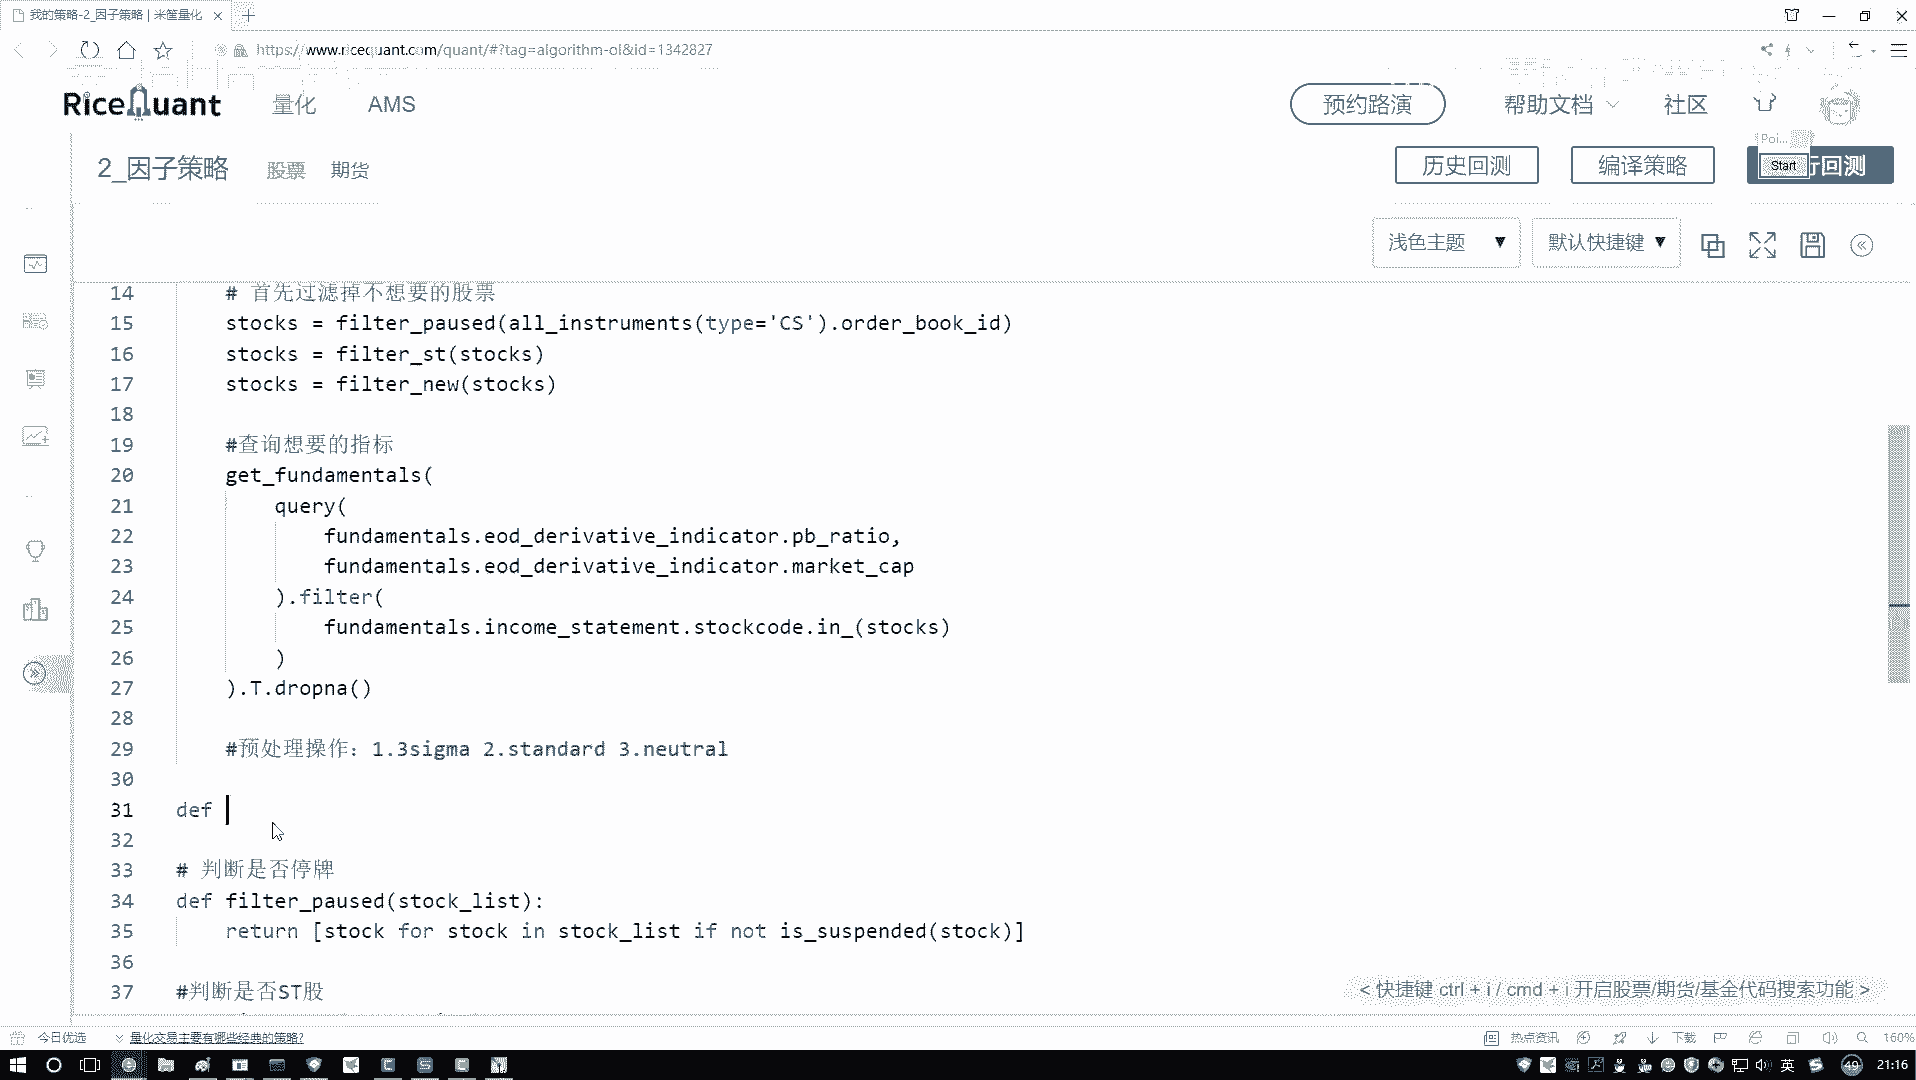 我的策略-2_因子策略 | 米筐量化
https://www.ricequant.com/quant/#?tag=algorithm-ol&id=1342827
RiceQuant 量化 AMS 预约路演 帮助文档 社区
Poi...
2_因子策略 股票 期货 历史回测 编译策略 Start 行回测
浅色主题 ▼ 默认快捷键 ▼
14 # 首先过滤掉不想要的股票
15 stocks = filter_paused(all_instruments(type='CS').order_book_id)
16 stocks = filter_st(stocks)
17 stocks = filter_new(stocks)
18
19 #查询想要的指标
20 get_fundamentals(
21 query(
22 fundamentals.eod_derivative_indicator.pb_ratio,
23 fundamentals.eod_derivative_indicator.market_cap
24 ).filter(
25 fundamentals.income_statement.stockcode.in_(stocks)
26 )
27 ).T.dropna()
28
29 #预处理操作：1.3sigma 2.standard 3.neutral
30
31 def
32
33 # 判断是否停牌
34 def filter_paused(stock_list):
35 return [stock for stock in stock_list if not is_suspended(stock)]
36
37 #判断是否ST股
< 快捷键 ctrl + i / cmd + i 开启股票/期货/基金代码搜索功能 >
今日优选 量化交易主要有哪些经典的策略? 热点资讯 下载 160%
英 49 21:16